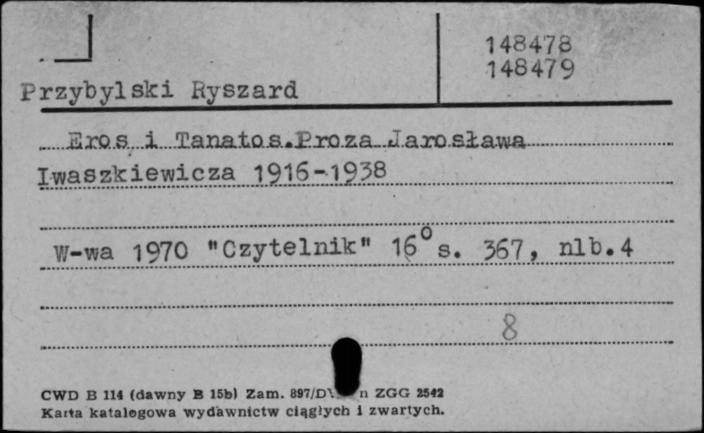 148478
148479
Przybylski Ryszard
Eros i Tanatos.Proza Jarosława
Iwaszkiewicza 1916-1938
W-wa 1970 "Czytelnik" 16° s. 367, nlb.4
8
CWD B 114 (dawny B 15b) Zam. 897/D n ZGG 2542
Karta katalogowa wydawnictw ciągłych i zwartych.